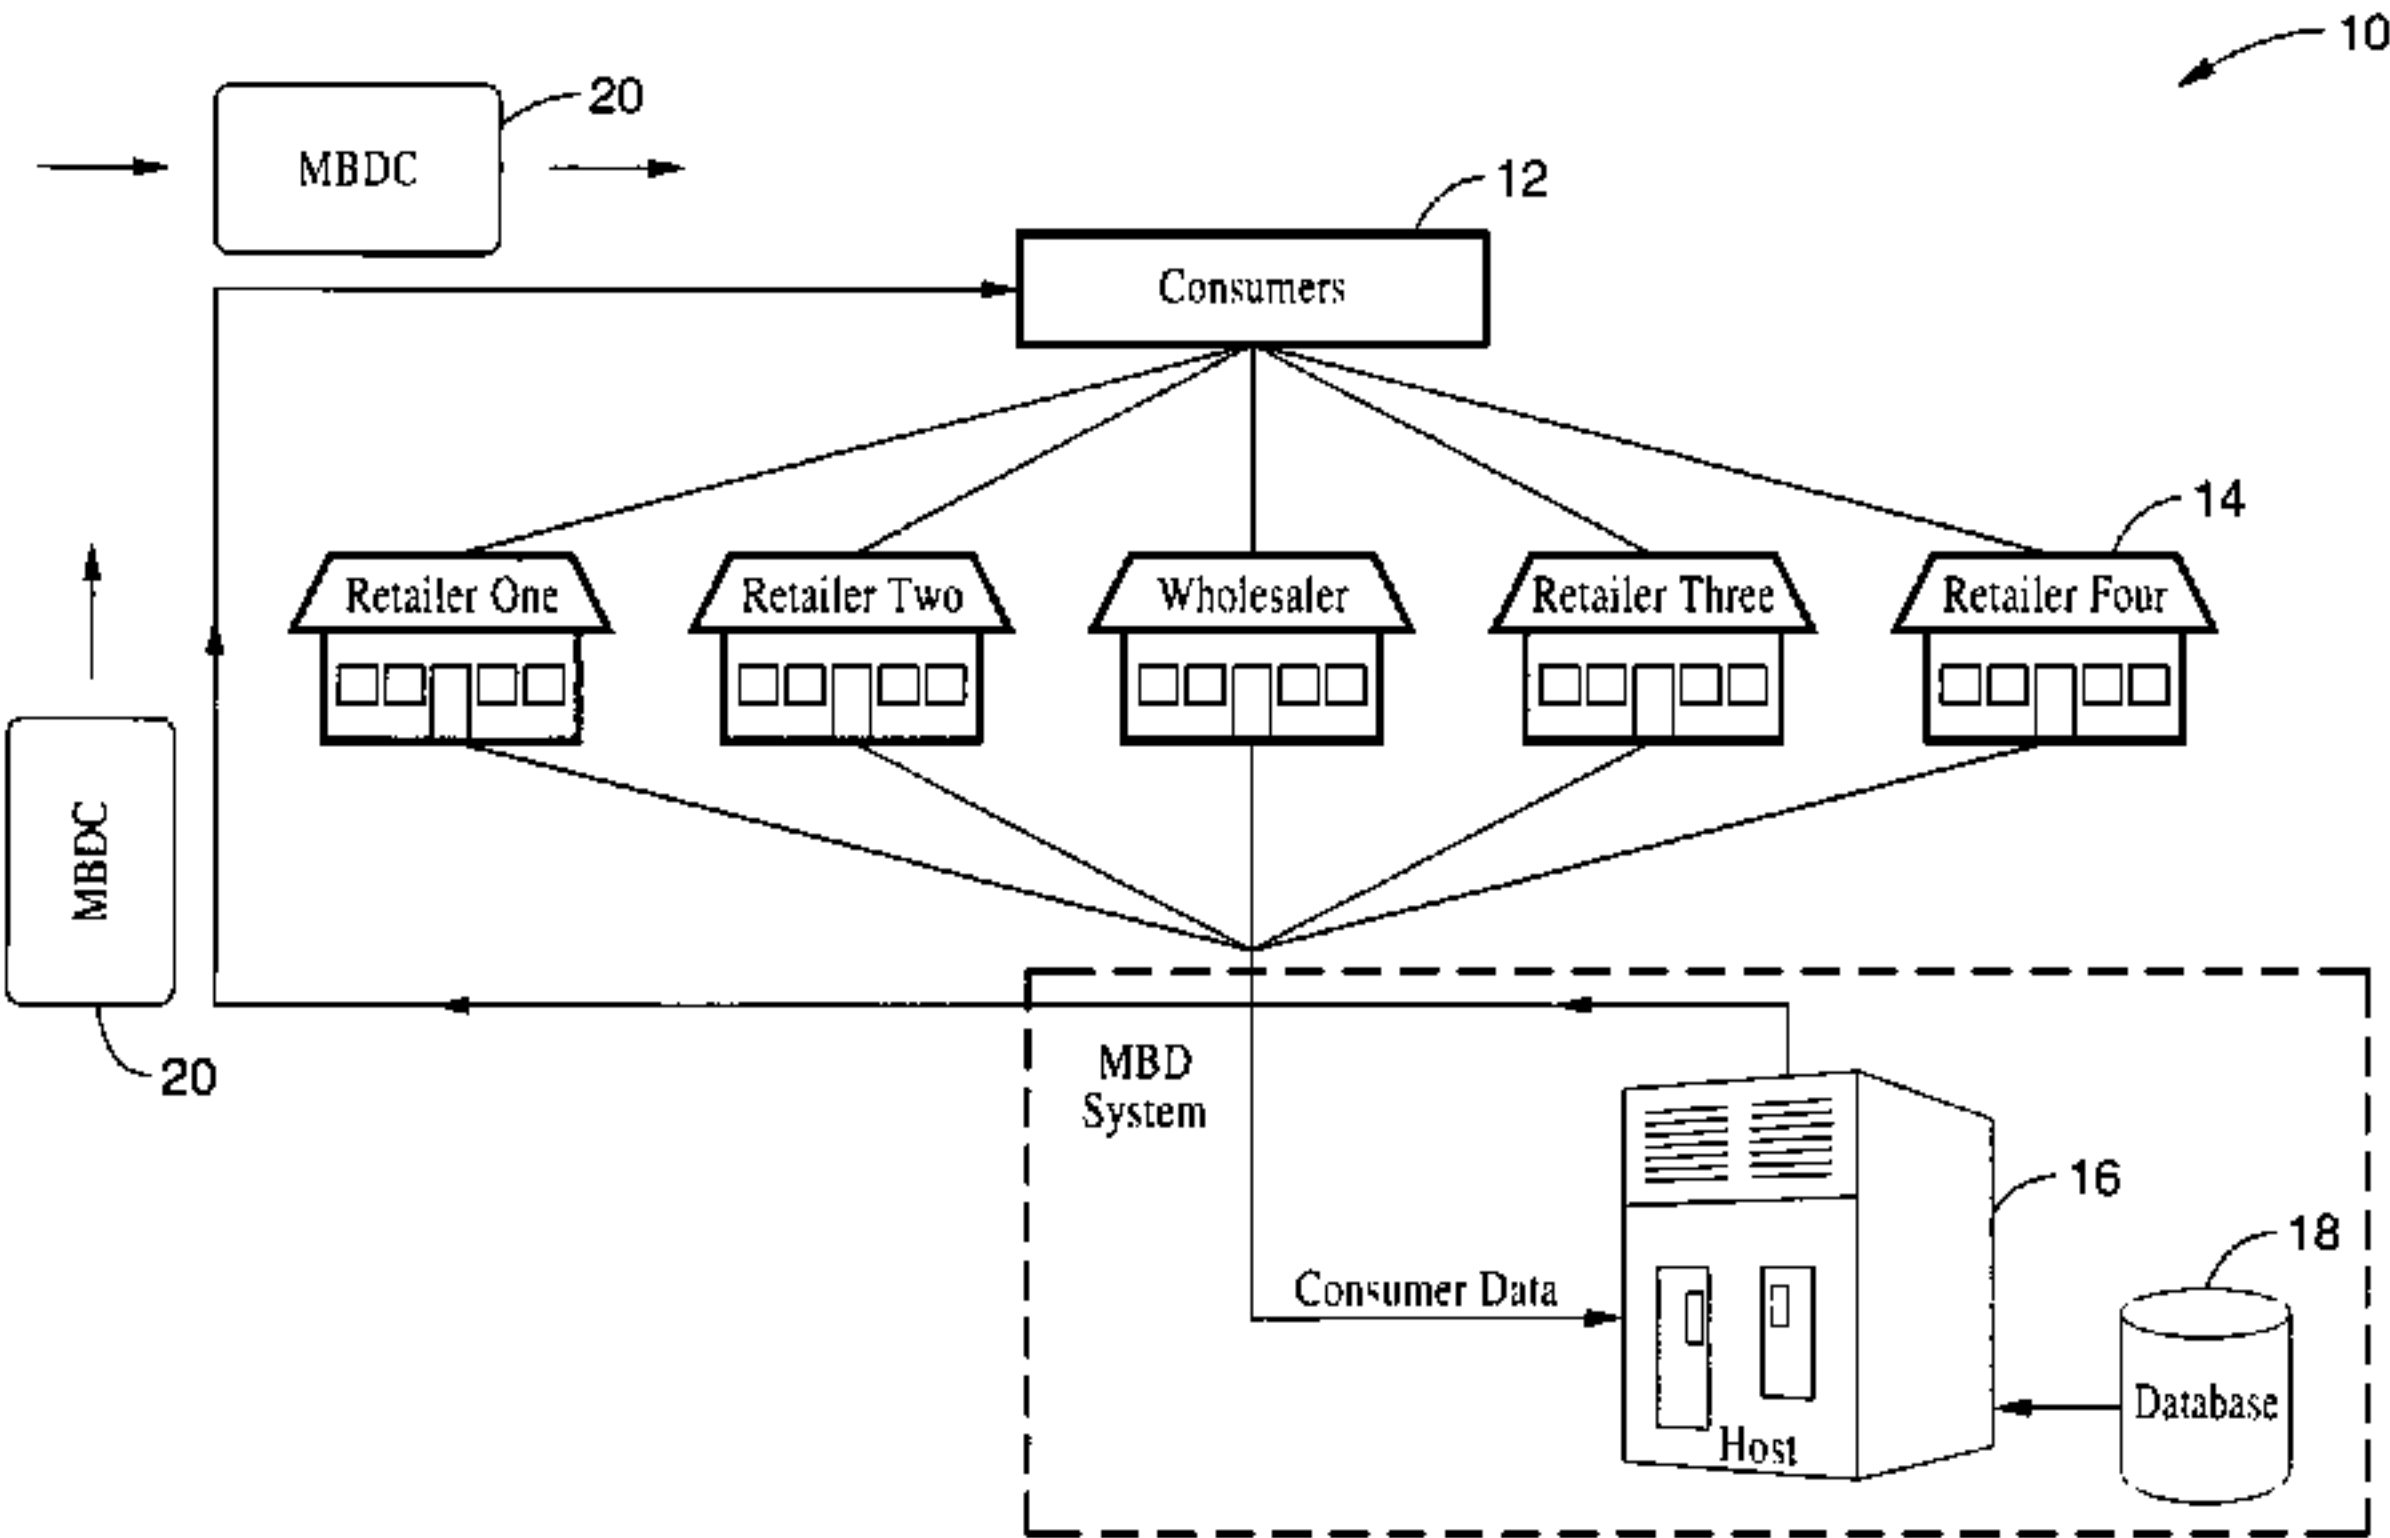 10
20
MBDC
12
Consumers
14
Retailer One
Retailer Two
Wholesaler
Retailer Three
Retailer Four
MBDC
20
MBD
System
16
18
Consumer Data
Database
Host